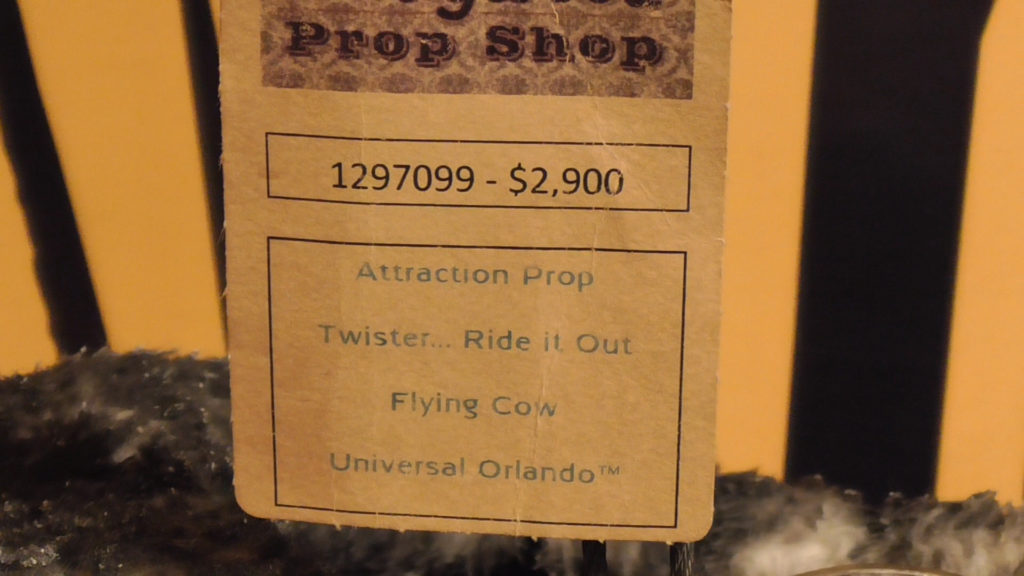 Prop Shop
1297099 - $2,900
Attraction Prop
Twister... Ride it Out
Flying Cow
Universal Orlando™